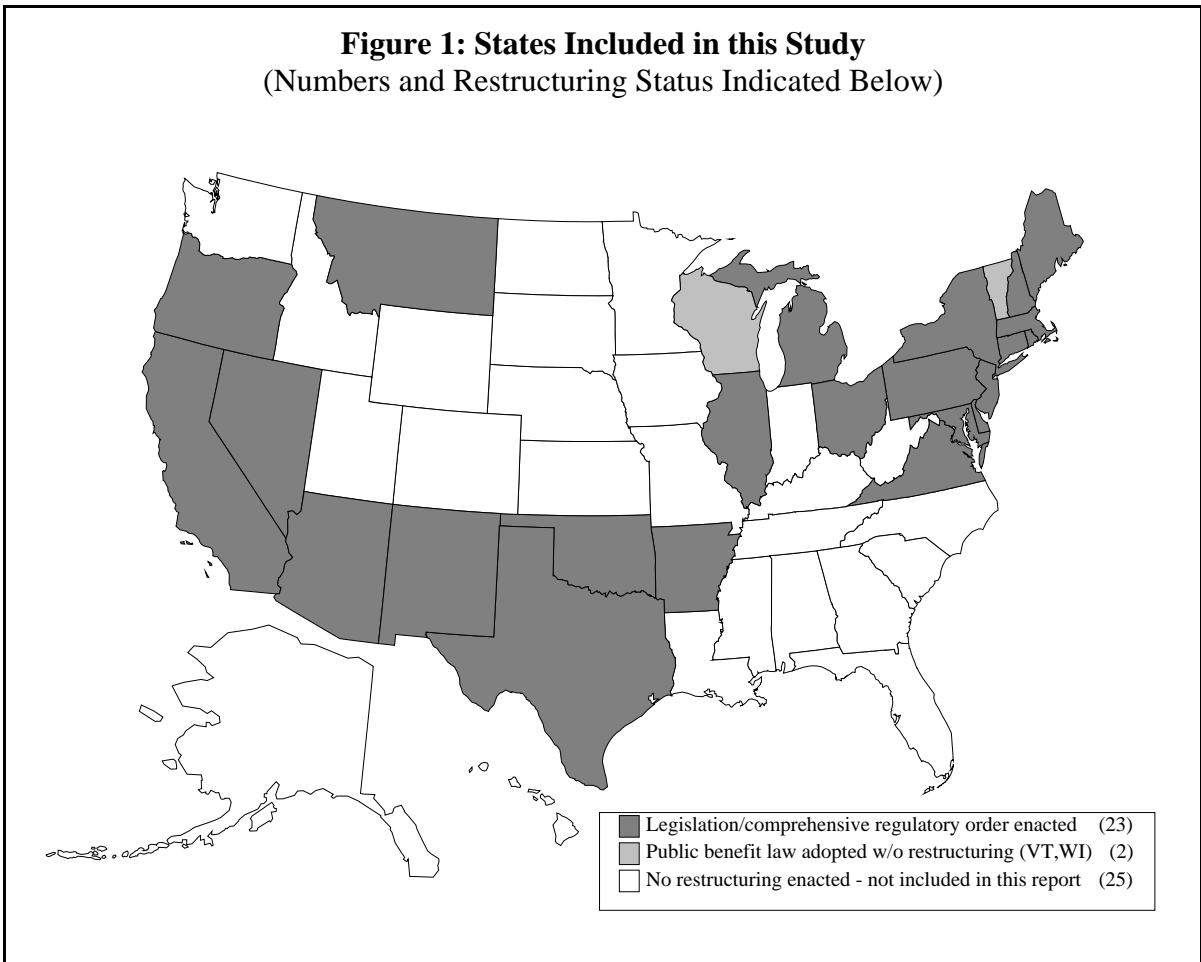 Figure 1: States Included in this Study
(Numbers and Restructuring Status Indicated Below)
Legislation/comprehensive regulatory order enacted (23)
Public benefit law adopted w/o restructuring (VT,WI) (2)
No restructuring enacted - not included in this report (25)